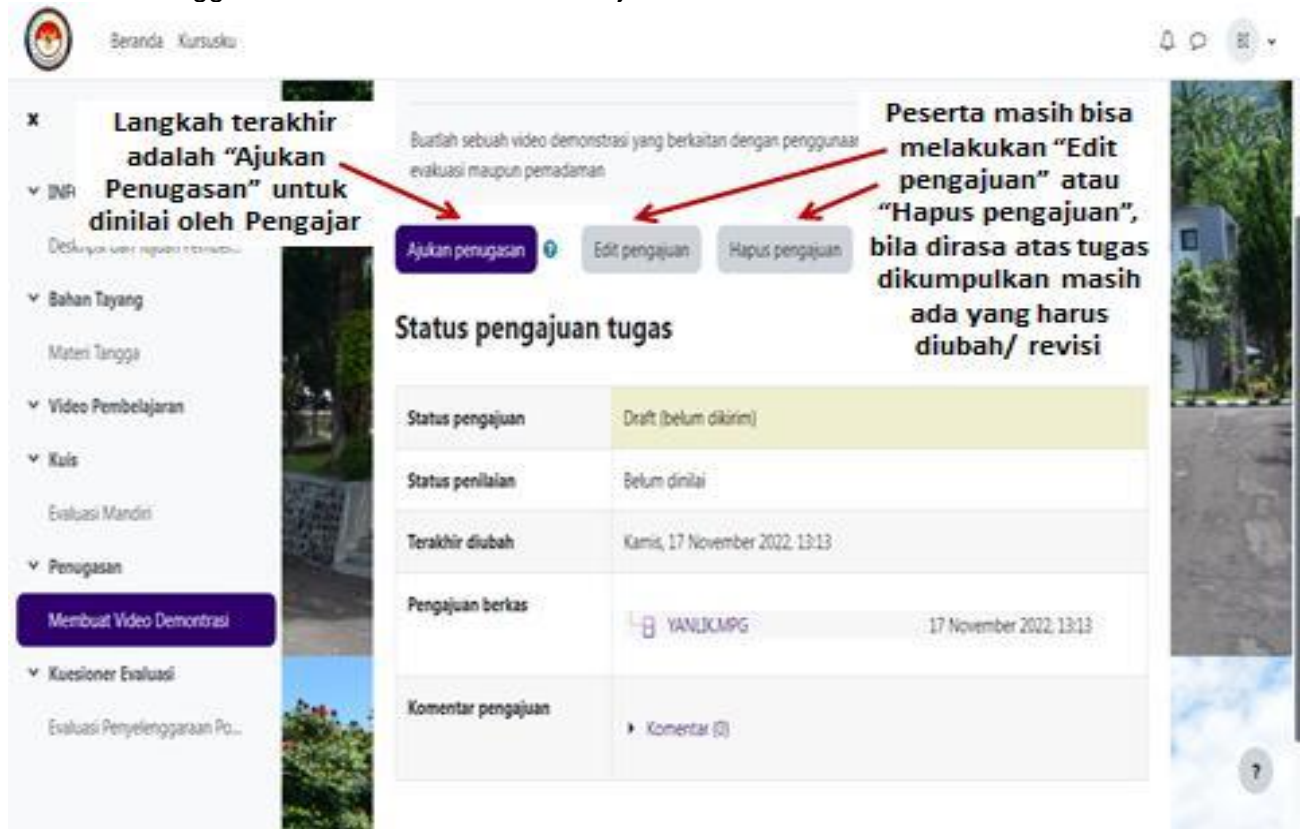 Beranda Kursusku
Langkah terakhir
adalah “Ajukan
Penugasan” untuk
dinilai oleh Pengajar
Peserta masih bisa
melakukan “Edit
pengajuan” atau
“Hapus pengajuan”,
bila dirasa atas tugas
dikumpulkan masih
ada yang harus
diubah/ revisi
x
Bahan Tayang
Materi Tangga
Video Pembelajaran
Kuis
Evaluasi Mandiri
Penugasan
Membuat Video Demontrasi
Kuesioner Evaluasi
Evaluasi Penyelenggaraan Po...
Buatlah sebuah video demonstrasi yang berkaitan dengan penggunaan
evakuasi maupun pemadaman
Ajukan penugasan ? Edit pengajuan Hapus pengajuan
Status pengajuan tugas
Status pengajuan Draft (belum dikirim)
Status penilaian Belum dinilai
Terakhir diubah Kamis, 17 November 2022, 13:13
Pengajuan berkas YANLIK.MPG 17 November 2022, 13:13
Komentar pengajuan Komentar (0)
?